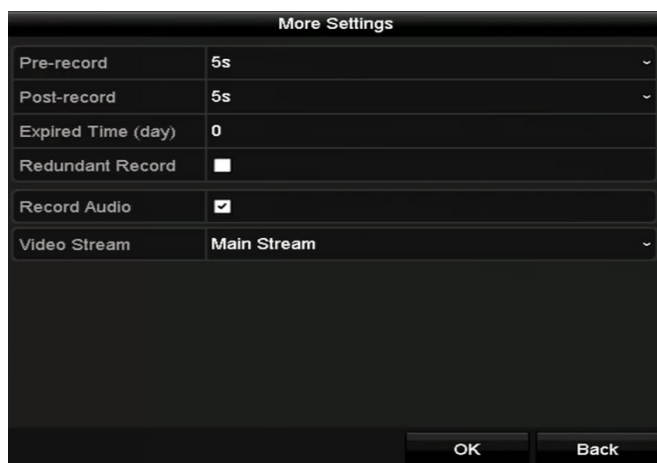 More Settings
Pre-record 5s
Post-record 5s
Expired Time (day) 0
Redundant Record
Record Audio
Video Stream Main Stream
OK Back